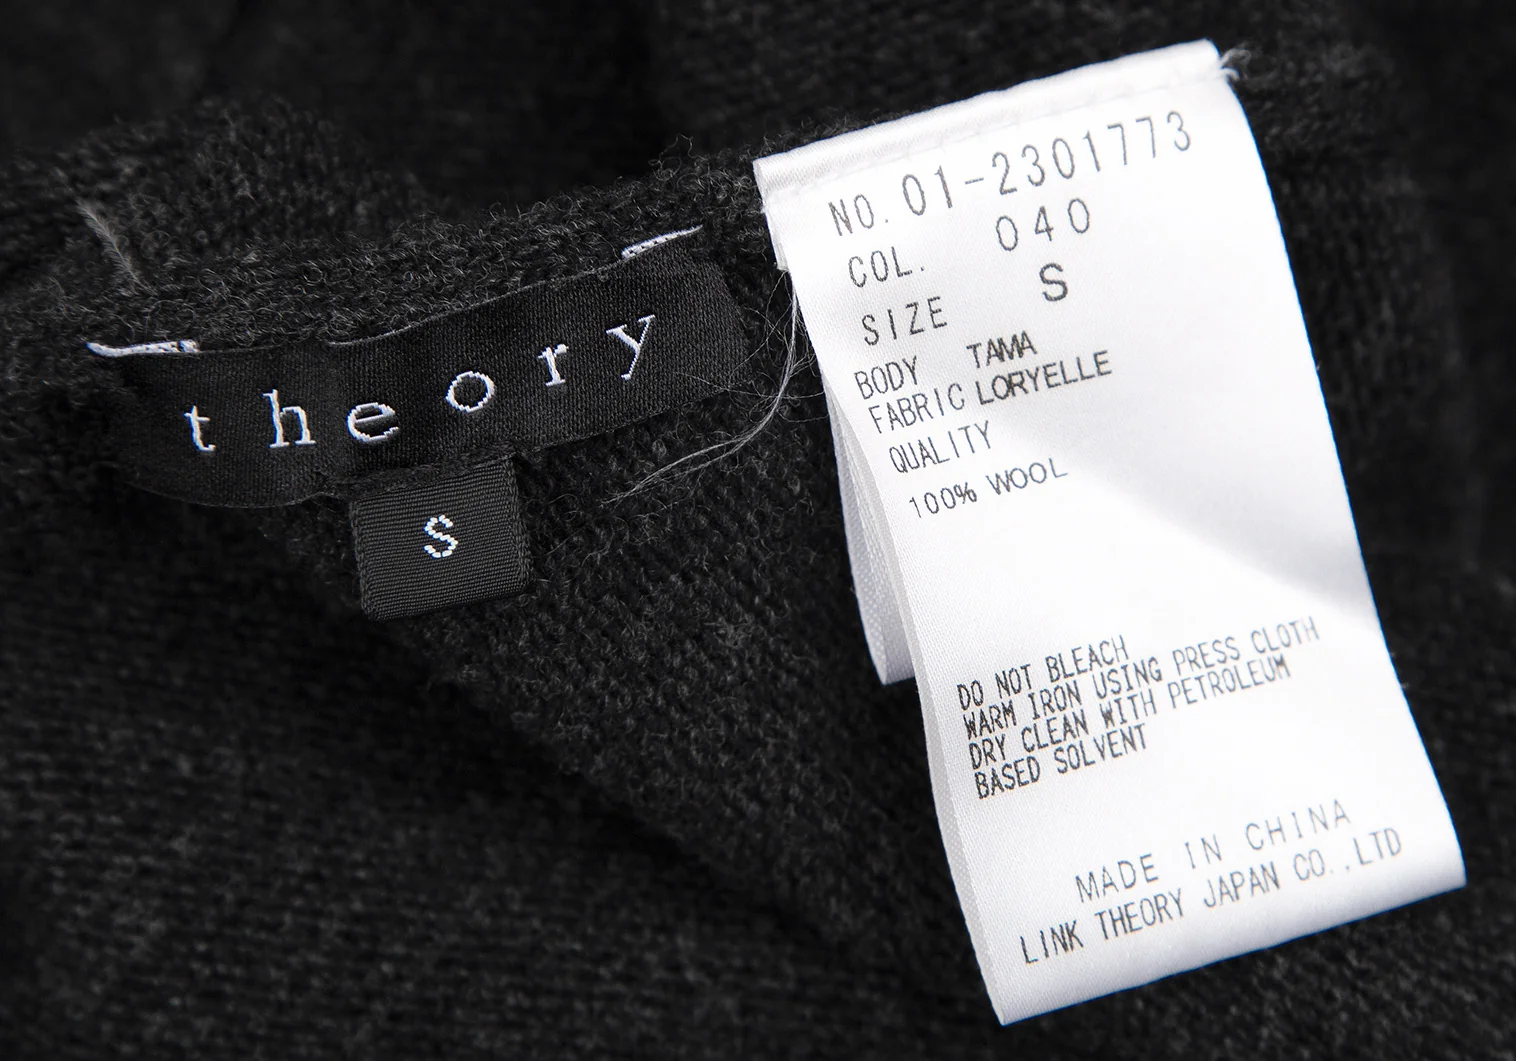 theory
S
NO. 01-2301773
COL. 040
SIZE S
BODY TAMA
FABRIC LORYELLE
QUALITY
100% WOOL
DO NOT BLEACH
WARM IRON USING PRESS CLOTH
DRY CLEAN WITH PETROLEUM
BASED SOLVENT
MADE IN CHINA
LINK THEORY JAPAN CO.,LTD